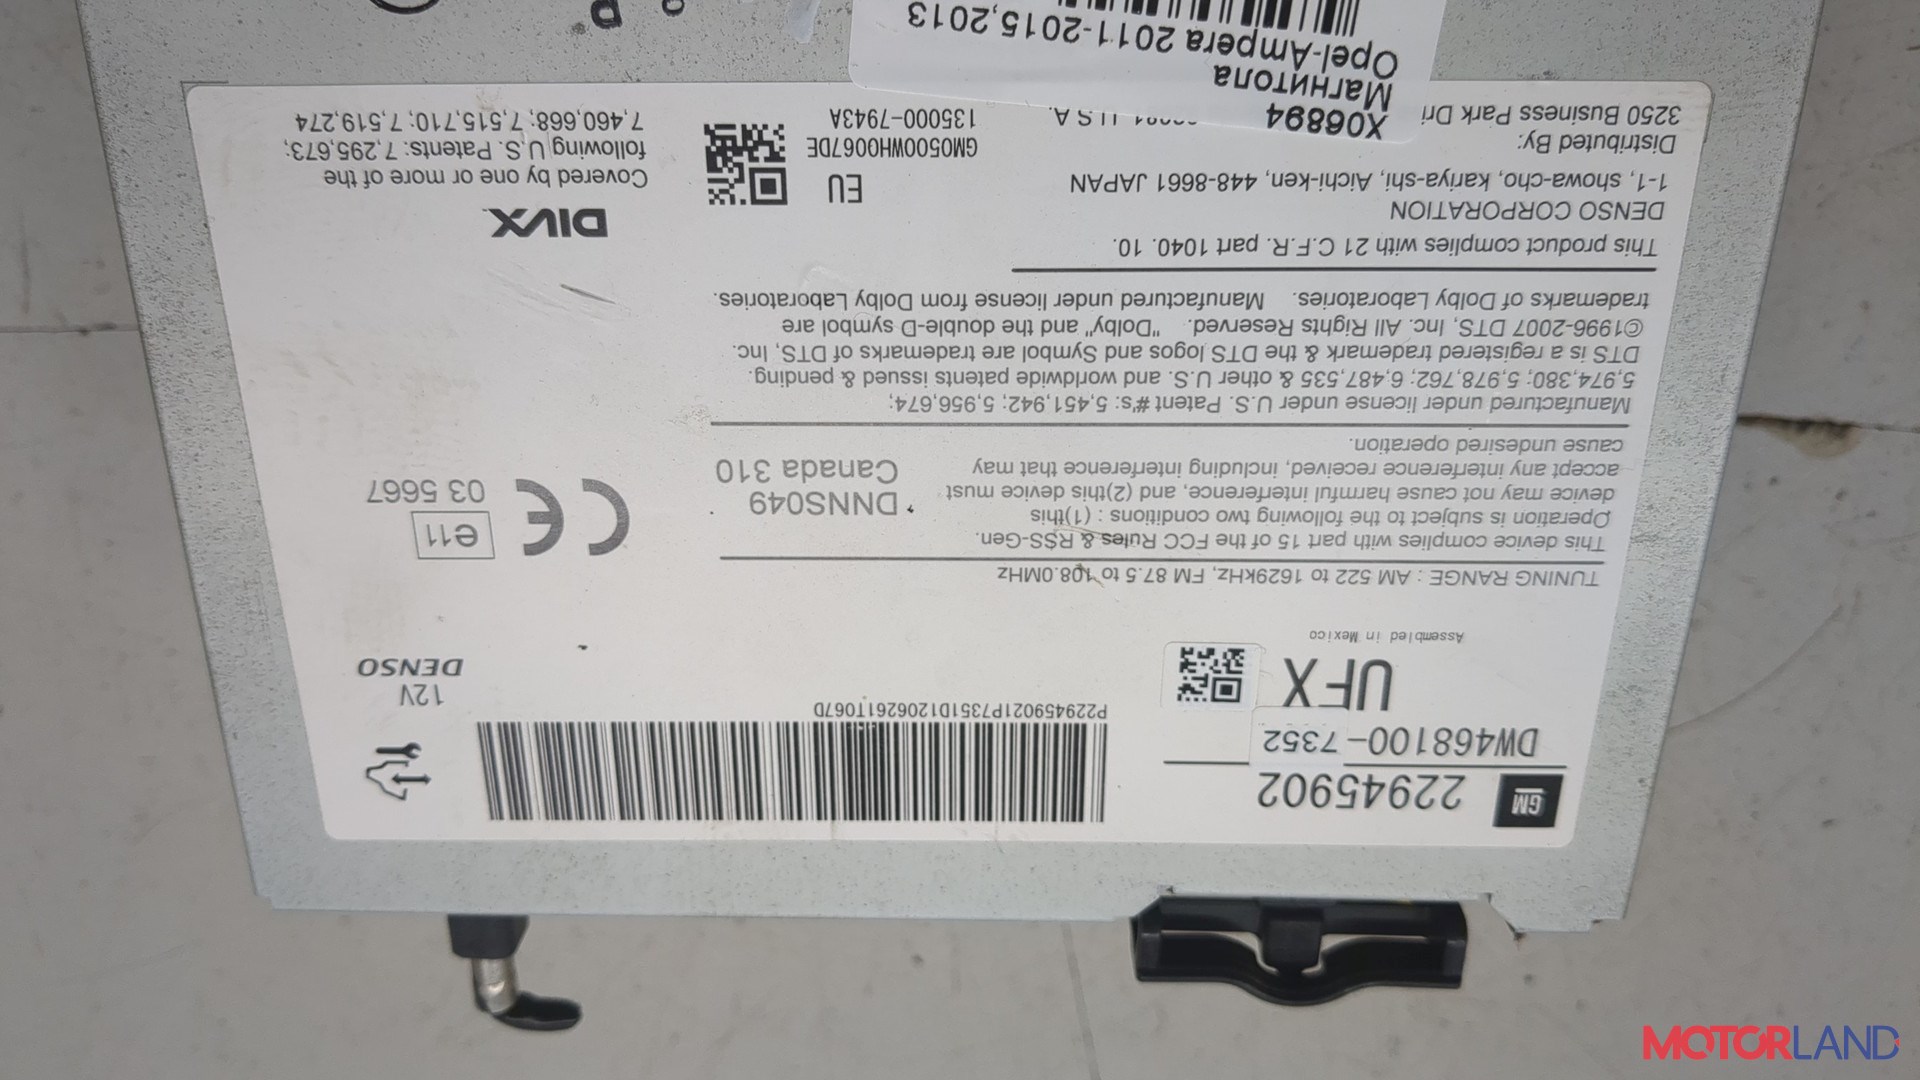 GM
22945902
DW468100-7352
UFX
Assembled in Mexico
P229459021P7351D1206261T067D
12V
DENSO
TUNING RANGE : AM 522 to 1629kHz, FM 87.5 to 108.0MHz
This device complies with part 15 of the FCC Rules & RSS-Gen.
Operation is subject to the following two conditions : (1)this
device may not cause harmful interference, and (2)this device must
accept any interference received, including interference that may
cause undesired operation.
DNNS049
Canada 310
e11
03 5667
CE
Manufactured under license under U.S. Patent #'s: 5,451,942; 5,956,674;
5,974,380; 5,978,762; 6,487,535 & other U.S. and worldwide patents issued & pending.
DTS is a registered trademark & the DTS logos and Symbol are trademarks of DTS, Inc.
©1996-2007 DTS, Inc. All Rights Reserved. "Dolby" and the double-D symbol are
trademarks of Dolby Laboratories. Manufactured under license from Dolby Laboratories.
This product complies with 21 C.F.R. part 1040. 10.
DENSO CORPORATION
1-1, showa-cho, kariya-shi, Aichi-ken, 448-8661 JAPAN
Distributed By:
3250 Business Park Dri
U.S.A.
EU
GM0500WH0067DE
135000-7943A
DIVX
Covered by one or more of the
following U.S. Patents: 7,295,673;
7,460,668; 7,515,710; 7,519,274
X06894
Магнитола
Opel-Ampera 2011-2015,2013
MOTORLAND